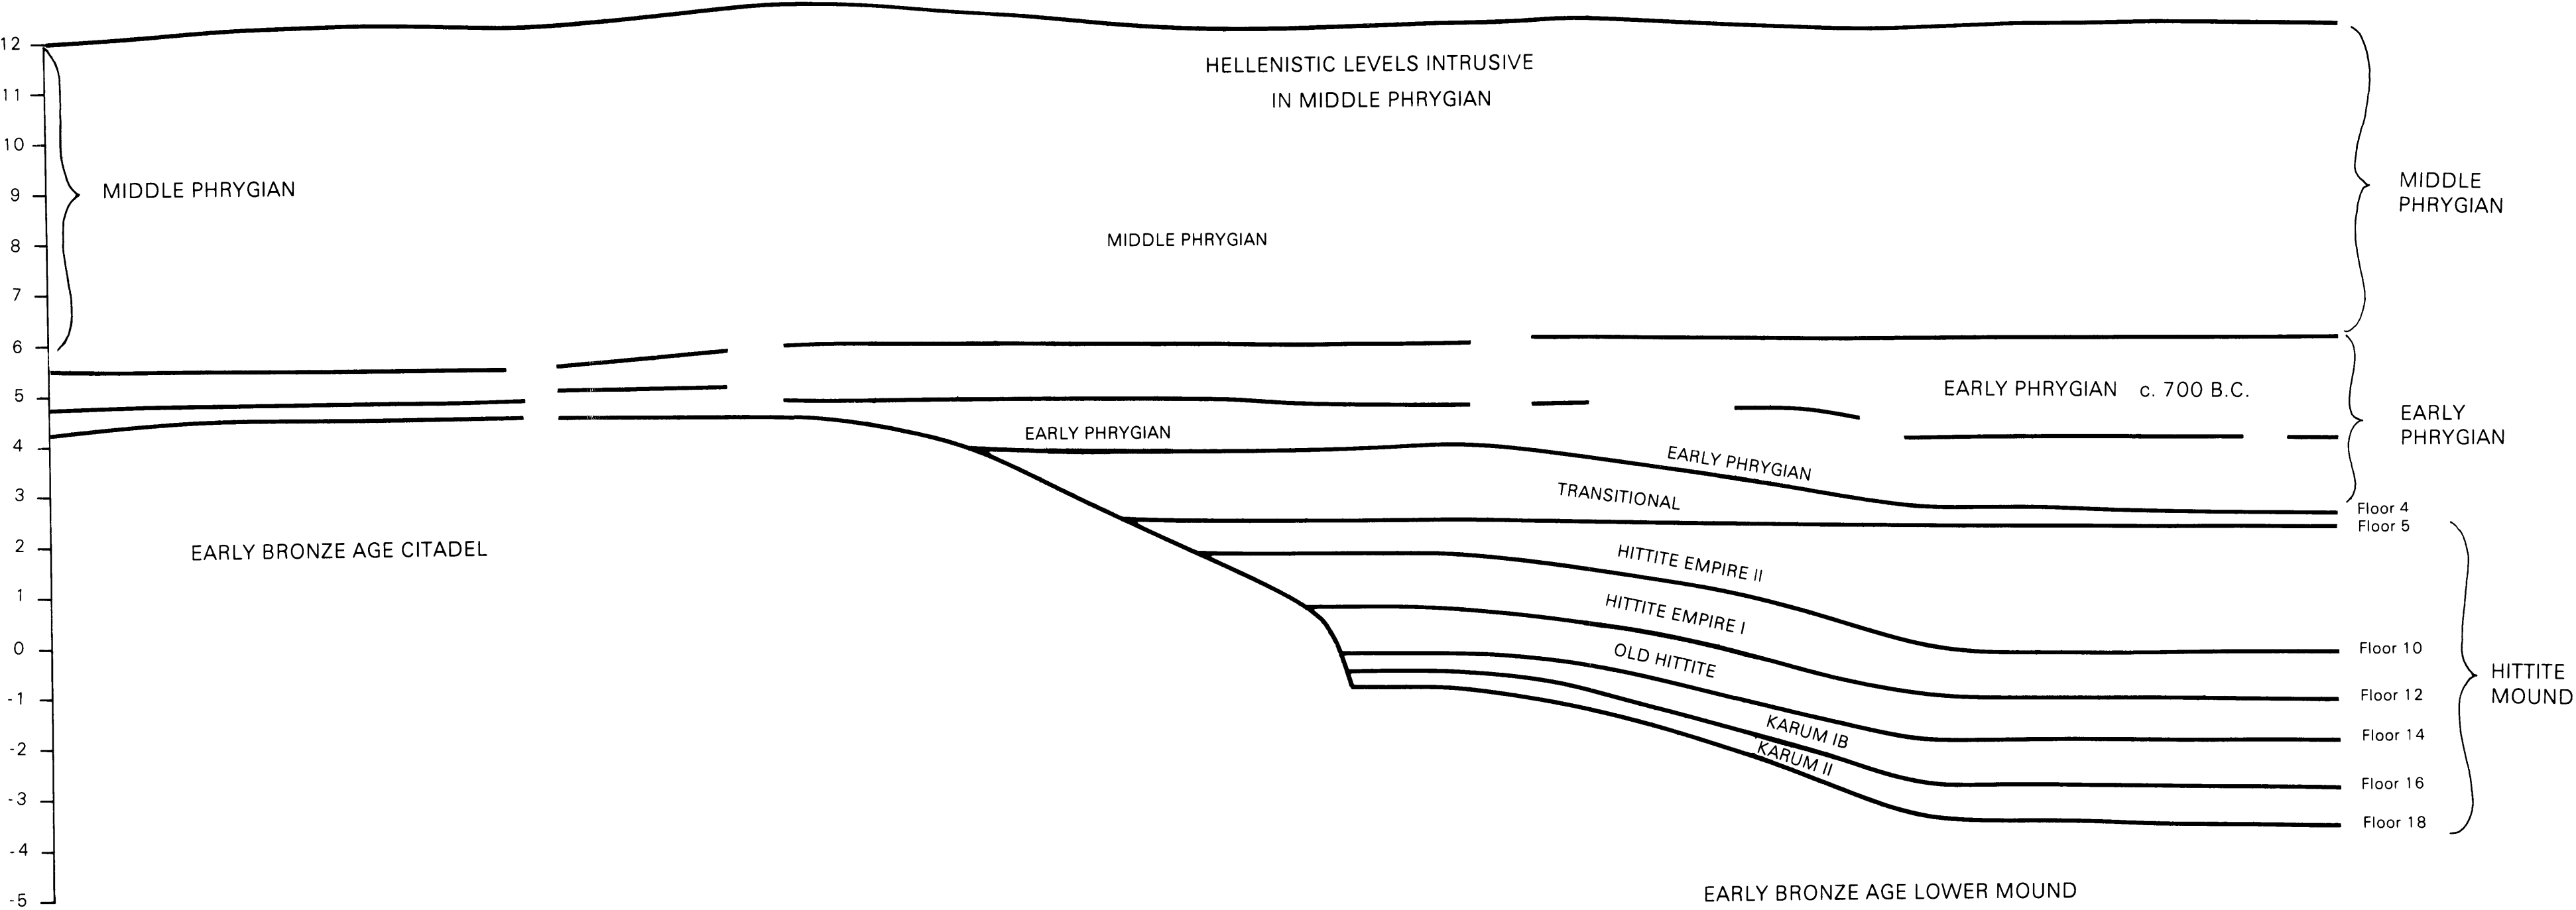 12
HELLENISTIC LEVELS INTRUSIVE
11
IN MIDDLE PHRYGIAN
10
9
MIDDLE PHRYGIAN
MIDDLE
PHRYGIAN
8
MIDDLE PHRYGIAN
7
6
5
EARLY PHRYGIAN c. 700 B.C.
EARLY
PHRYGIAN
4
EARLY PHRYGIAN
EARLY PHRYGIAN
3
TRANSITIONAL
Floor 4
Floor 5
2
EARLY BRONZE AGE CITADEL
HITTITE EMPIRE II
1
HITTITE EMPIRE I
0
OLD HITTITE
Floor 10
HITTITE
MOUND
-1
Floor 12
-2
KARUM IB
Floor 14
KARUM II
-3
Floor 16
Floor 18
-4
-5
EARLY BRONZE AGE LOWER MOUND